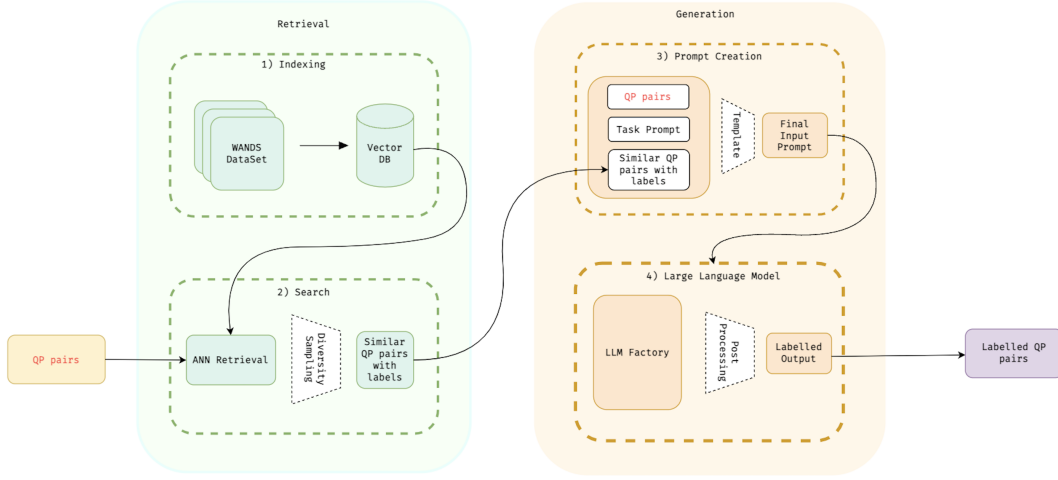 Retrieval
1) Indexing
WANDS
DataSet
Vector
DB
2) Search
QP pairs
ANN Retrieval
Diversity
Sampling
Similar
QP pairs
with
labels
Generation
3) Prompt Creation
QP pairs
Task Prompt
Similar QP
pairs with
labels
Template
Final
Input
Prompt
4) Large Language Model
LLM Factory
Post
Processing
Labelled
Output
Labelled QP
pairs